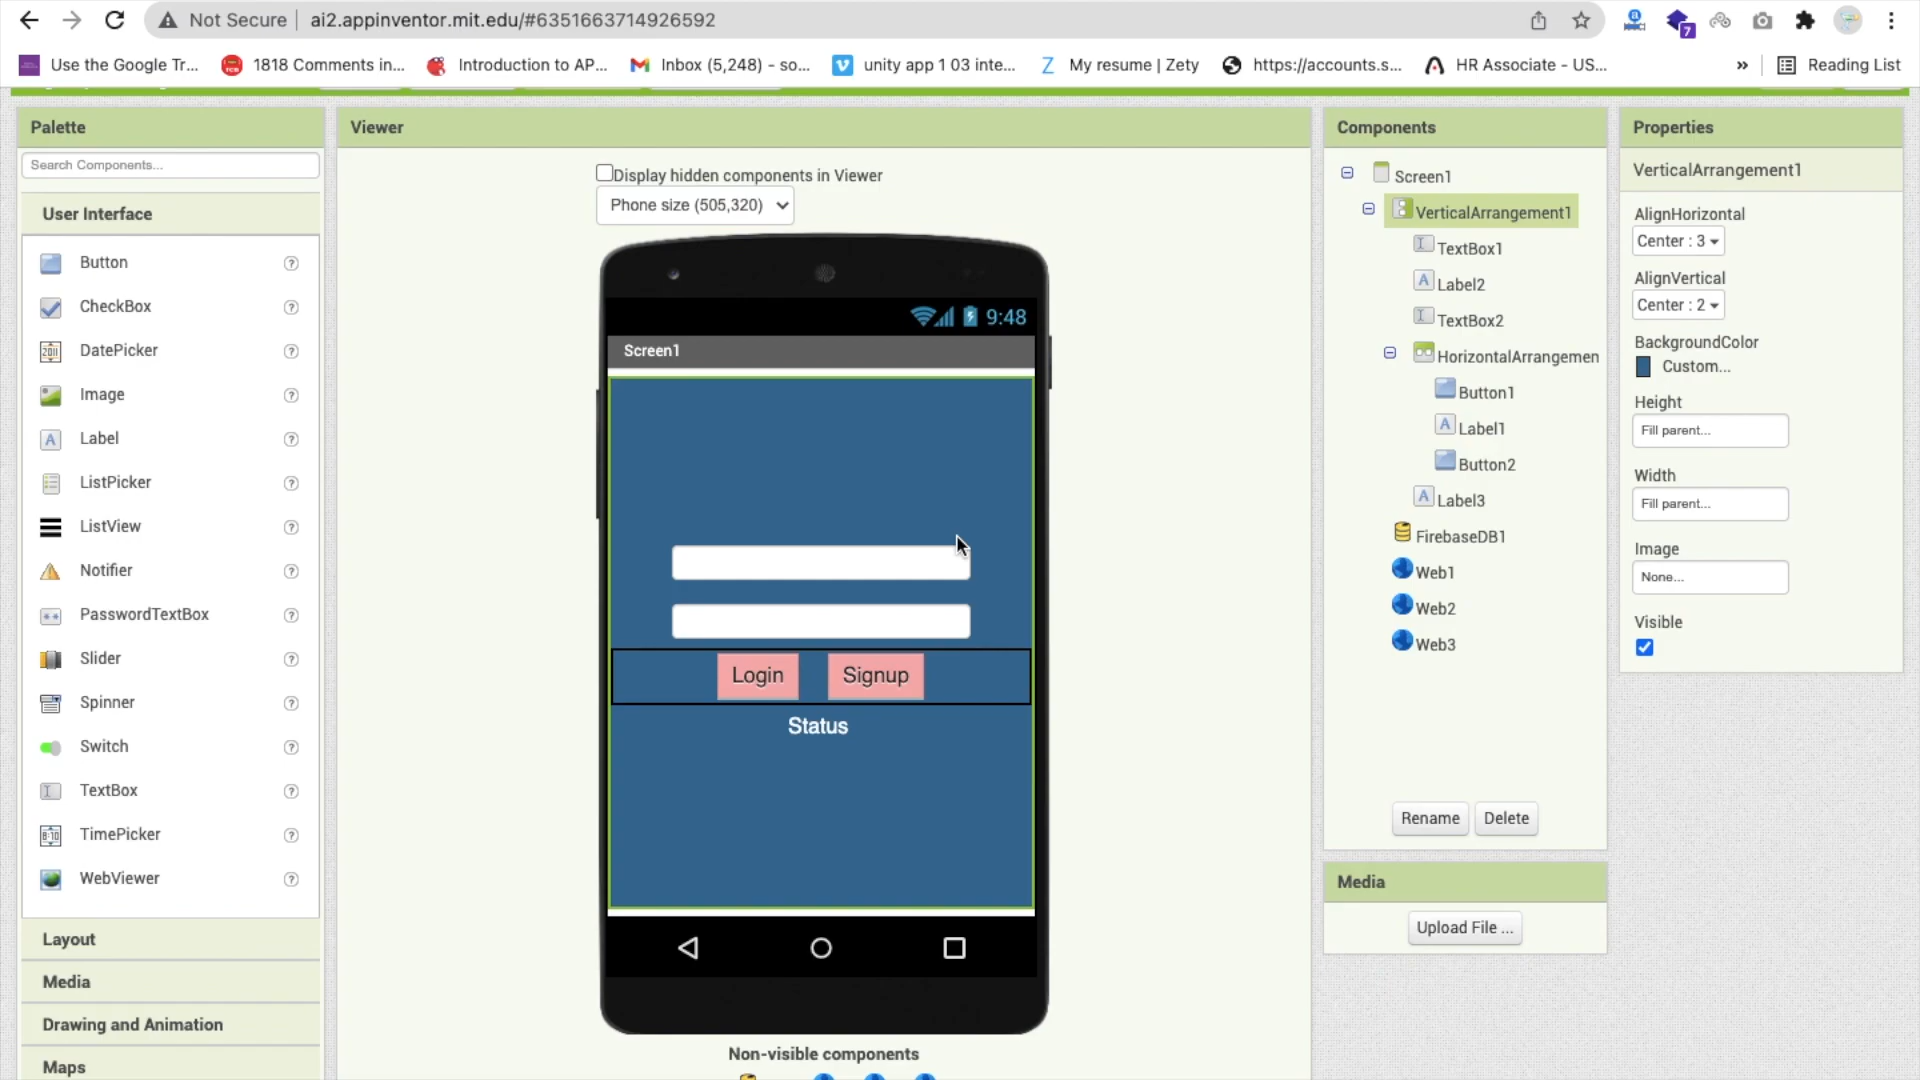 Not Secure | ai2.appinventor.mit.edu/#6351663714926592
7
Use the Google Tr... 1818 Comments in... Introduction to AP... Inbox (5,248) - so... unity app 1 03 inte... Z My resume | Zety https://accounts.s... HR Associate - US... » Reading List
Palette
Search Components...
User Interface
Button
CheckBox
DatePicker
Image
Label
ListPicker
ListView
Notifier
PasswordTextBox
Slider
Spinner
Switch
TextBox
TimePicker
WebViewer
Layout
Media
Drawing and Animation
Maps
Viewer
Display hidden components in Viewer
Phone size (505,320)
9:48
Screen1
Login Signup
Status
Non-visible components
Components
Screen1
VerticalArrangement1
TextBox1
Label2
TextBox2
HorizontalArrangemen
Button1
Label1
Button2
Label3
FirebaseDB1
Web1
Web2
Web3
Rename Delete
Media
Upload File ...
Properties
VerticalArrangement1
AlignHorizontal
Center : 3
AlignVertical
Center : 2
BackgroundColor
Custom...
Height
Fill parent...
Width
Fill parent...
Image
None...
Visible